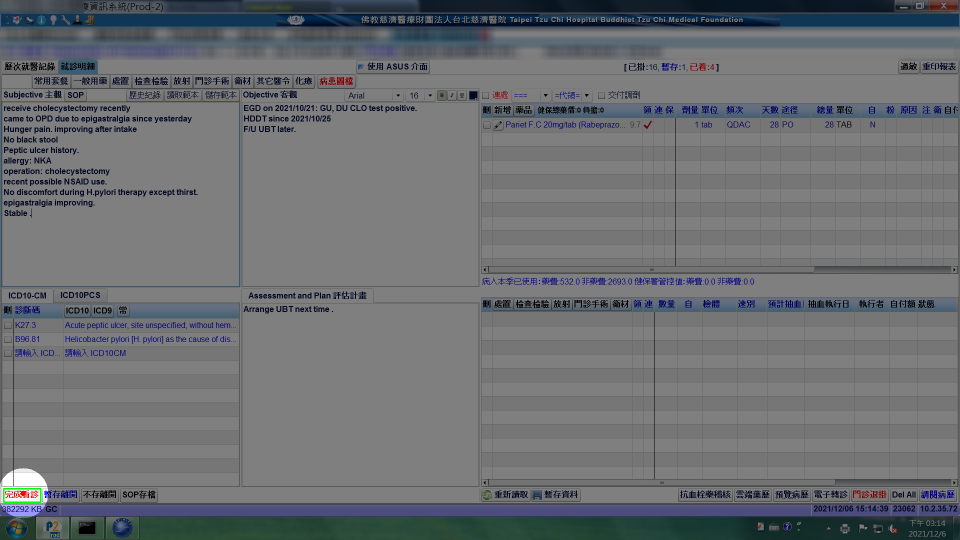 資訊系統(Prod-2)
佛教慈濟醫療財團法人台北慈濟醫院 Taipei Tzu Chi Hospital Buddhist Tzu Chi Medical Foundation
歷次就醫記錄 就診明細 使用 ASUS 介面 [已掛:16,暫存:1,已看:4] 過敏 重印報表
常用套餐 一般用藥 處置 檢查檢驗 放射 門診手術 衛材 其它醫令 化療 病患圖檔
Subjective 主觀 SOP 歷史紀錄 讀取範本 儲存範本
receive cholecystectomy recently
came to OPD due to epigastralgia since yesterday
Hunger pain. improving after intake
No black stool
Peptic ulcer history.
allergy: NKA
operation: cholecystectomy
recent possible NSAID use.
No discomfort during H.pylori therapy except thirst.
epigastralgia improving.
Stable .
Objective 客觀 Arial 16 B I E
EGD on 2021/10/21: GU, DU CLO test positive.
HDDT since 2021/10/25
F/U UBT later.
連處 === =代碼= 交付調劑
刪 新增 藥品 健保總藥價:0 負擔:0 領 連 保 劑量 單位 頻次 天數 途徑 總量 單位 自 粉 原因 注 衛 自付
Pariet F.C 20mg/tab (Rabeprazo... 9.7 1 tab QDAC 28 PO 28 TAB N
病人本季已使用:藥費:532.0 非藥費:2693.0 健保署管控值:藥費:0.0 非藥費:0.0
ICD10-CM ICD10PCS
刪 診斷碼 ICD10 ICD9 常
K27.3 Acute peptic ulcer, site unspecified, without hem...
B96.81 Helicobacter pylori [H. pylori] as the cause of dis...
請輸入 ICD... 請輸入 ICD10CM
Assessment and Plan 評估計畫
Arrange UBT next time .
刪 處置 檢查檢驗 放射 門診手術 衛材 領 連 數量 自 檢體 速別 預計抽血 抽血執行日 執行者 自付額 狀態
完成看診 暫存離開 不存離開 SOP存檔 重新讀取 暫存資料 抗血栓藥稽核 雲端藥歷 預覽病歷 電子轉診 門診退掛 Del All 調閱病歷
382292 KB GC 2021/12/06 15:14:39 23062 10.2.35.72
下午 03:14
2021/12/6